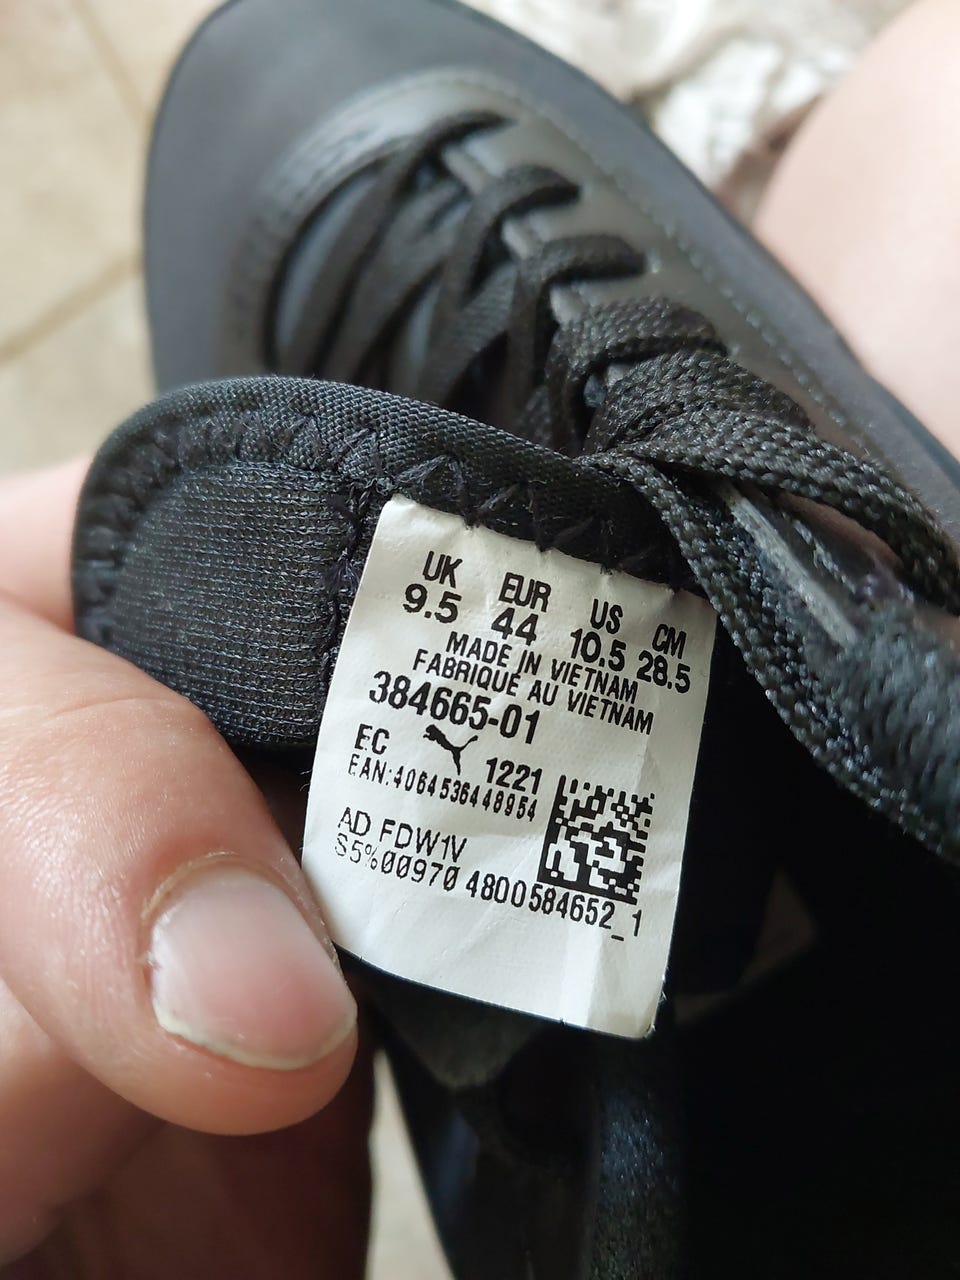 UK EUR US CM
9.5 44 10.5 28.5
MADE IN VIETNAM
FABRIQUÉ AU VIETNAM
384665-01
EC 1221
EAN:4064536448954
AD FDW1V
S5%00970 4800584652_1